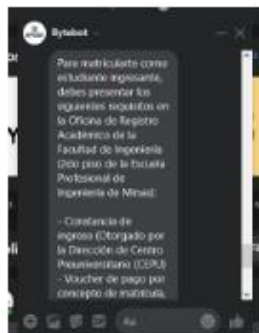 Bytebot
Para matricularte como
estudiante ingresante,
debes presentar los
siguientes requisitos en
la Oficina de Registro
Académico de la
Facultad de Ingeniería
(2do piso de la Escuela
Profesional de
Ingeniería de Minas):
- Constancia de
ingreso (Otorgado por
la Dirección de Centro
Preuniversitario (CEPU)
- Voucher de pago por
concepto de matrícula,
Aa